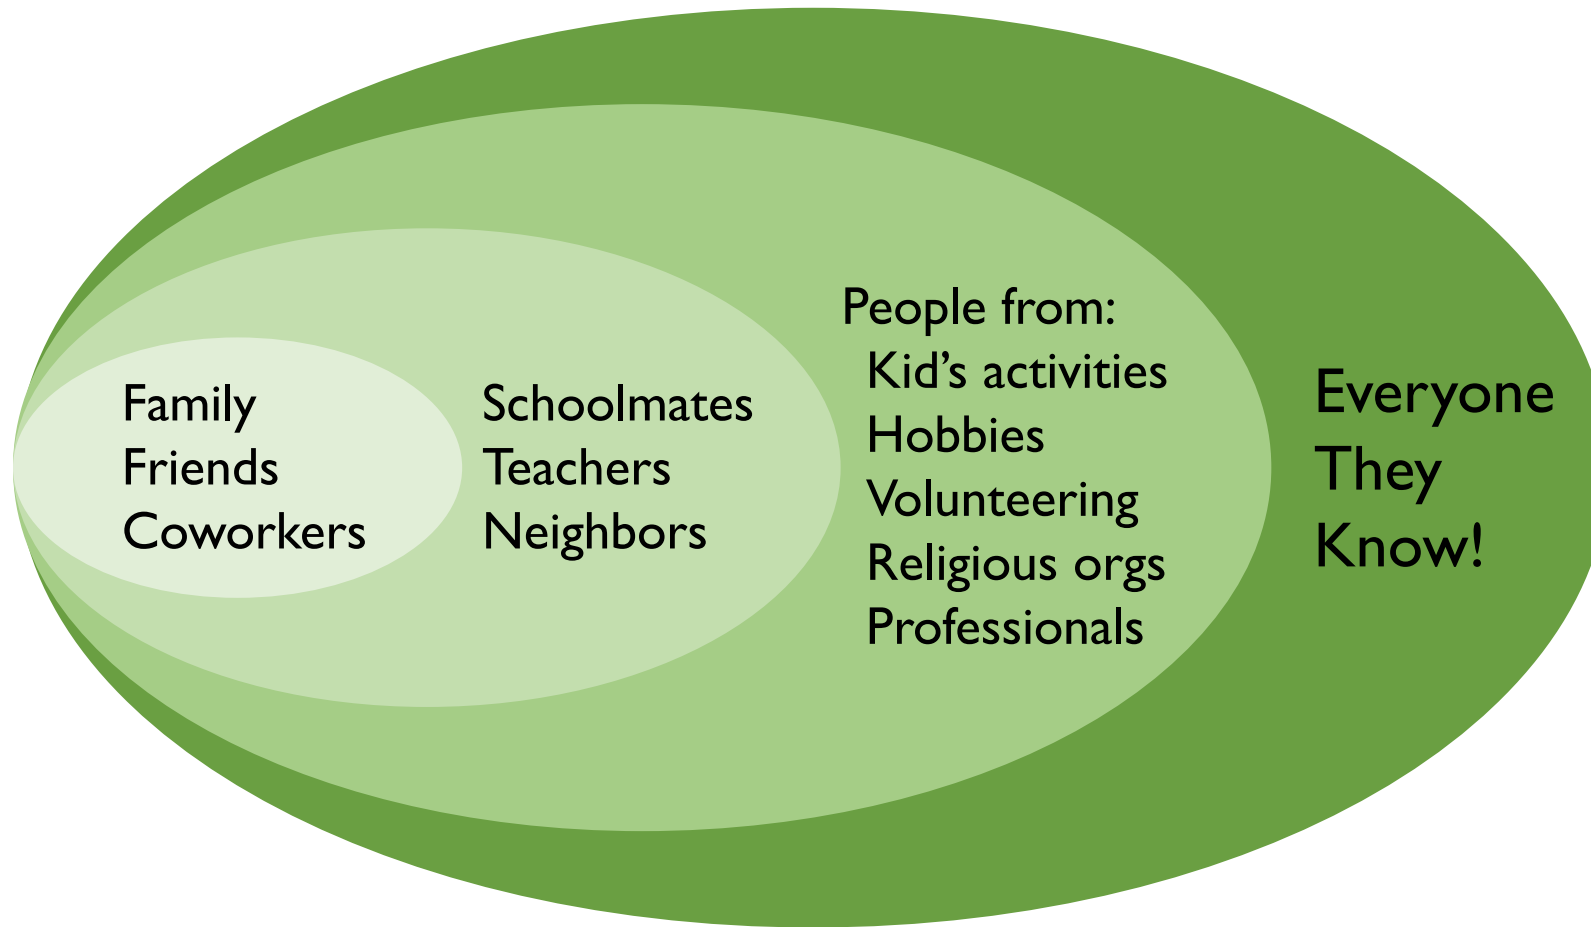 Family
Friends
Coworkers
Schoolmates
Teachers
Neighbors
People from:
Kid’s activities
Hobbies
Volunteering
Religious orgs
Professionals
Everyone
They
Know!